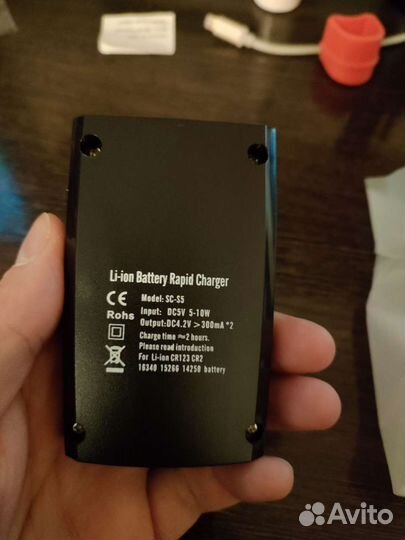 Li-ion Battery Rapid Charger
CE Model: SC-S5
Input: DC5V 5-10W
RoHS Output:DC4.2V >300mA *2
Charge time ≈2 hours.
Please read introduction
For Li-ion CR123 CR2
16340 15266 14250 battery
Avito